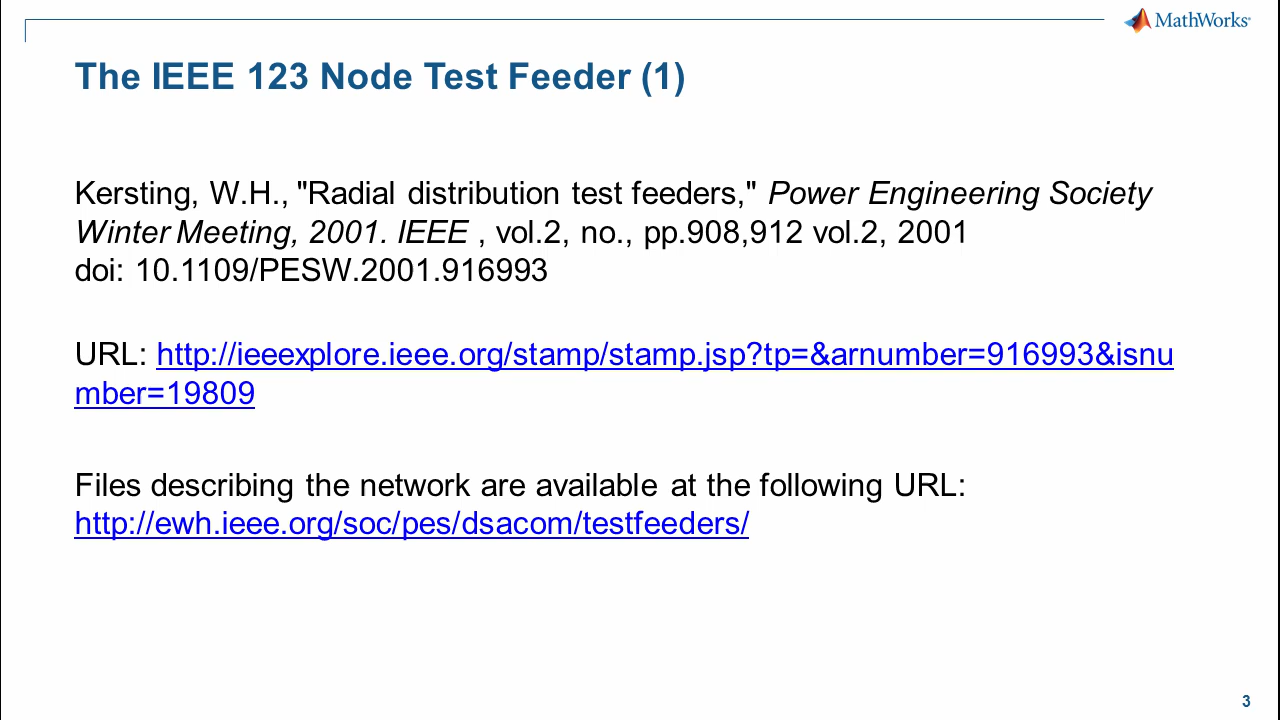 MathWorks®
The IEEE 123 Node Test Feeder (1)
Kersting, W.H., "Radial distribution test feeders," Power Engineering Society
Winter Meeting, 2001. IEEE , vol.2, no., pp.908,912 vol.2, 2001
doi: 10.1109/PESW.2001.916993
URL: http://ieeexplore.ieee.org/stamp/stamp.jsp?tp=&arnumber=916993&isnu
mber=19809
Files describing the network are available at the following URL:
http://ewh.ieee.org/soc/pes/dsacom/testfeeders/
3